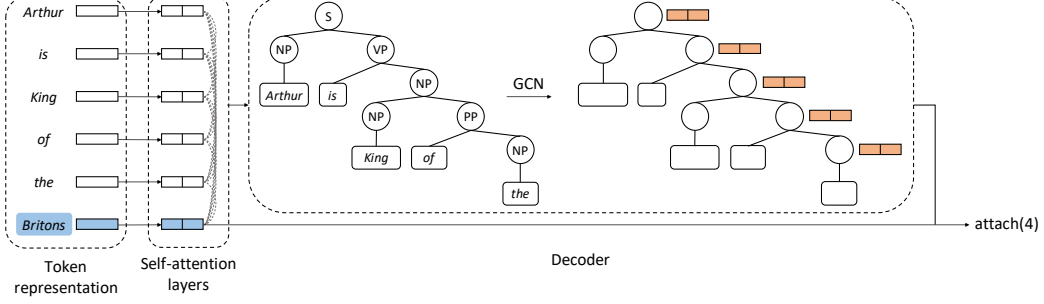 Arthur
is
King
of
the
Britons
Token
representation
Self-attention
layers
S
NP
VP
Arthur
is
NP
NP
PP
King
of
NP
the
GCN
Decoder
attach(4)